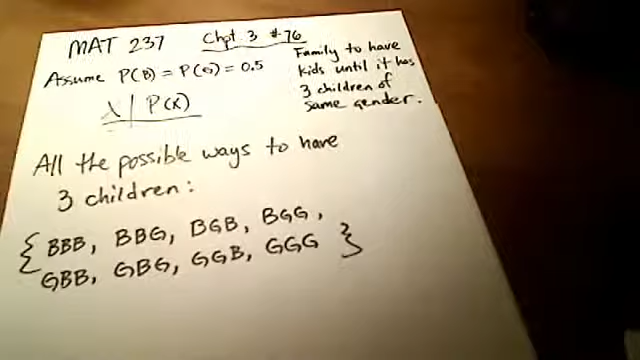 MAT 237
Chpt. 3 #76
Family to have
kids until it has
3 children of
same gender.
Assume P(B) = P(G) = 0.5
X | P(X)
All the possible ways to have
3 children:
{ BBB, BBG, BGB, BGG,
GBB, GBG, GGB, GGG }